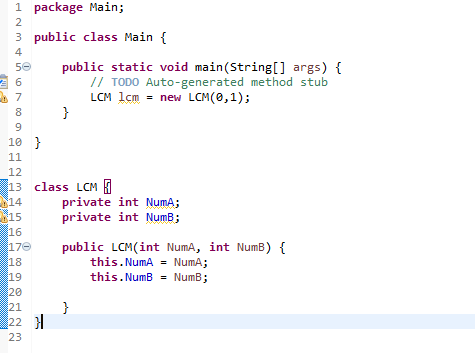 1 package Main;
2
3 public class Main {
4
5 public static void main(String[] args) {
6 // TODO Auto-generated method stub
7 LCM lcm = new LCM(0,1);
8 }
9
10 }
11
12
13 class LCM {
14 private int NumA;
15 private int NumB;
16
17 public LCM(int NumA, int NumB) {
18 this.NumA = NumA;
19 this.NumB = NumB;
20
21 }
22 }
23